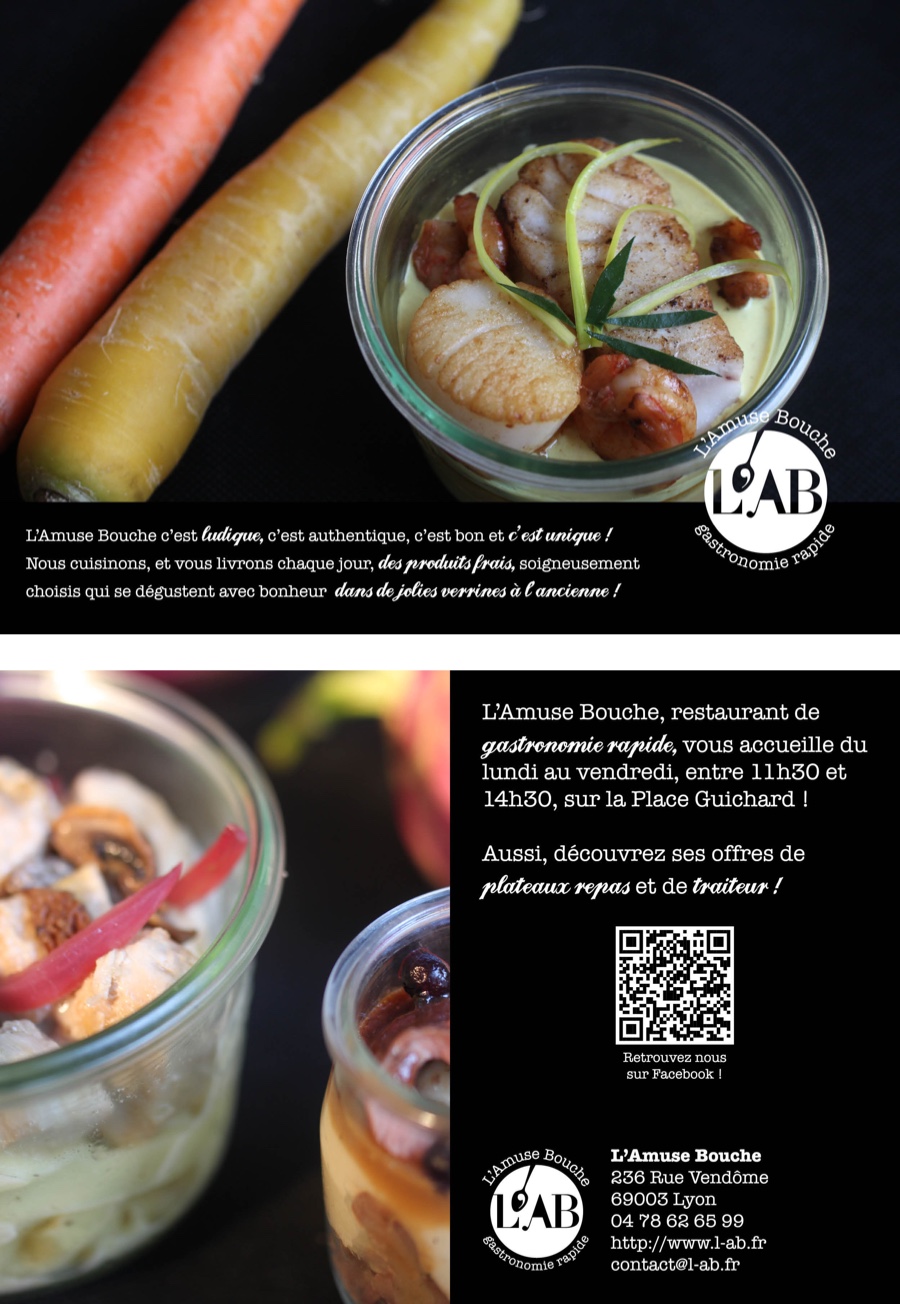 L'Amuse Bouche
L'AB
gastronomie rapide
L'Amuse Bouche c'est ludique, c'est authentique, c'est bon et c'est unique !
Nous cuisinons, et vous livrons chaque jour, des produits frais, soigneusement
choisis qui se dégustent avec bonheur dans de jolies verrines à l'ancienne !
L'Amuse Bouche, restaurant de
gastronomie rapide, vous accueille du
lundi au vendredi, entre 11h30 et
14h30, sur la Place Guichard !
Aussi, découvrez ses offres de
plateaux repas et de traiteur !
Retrouvez nous
sur Facebook !
L'Amuse Bouche
L'AB
gastronomie rapide
L'Amuse Bouche
236 Rue Vendôme
69003 Lyon
04 78 62 65 99
http://www.l-ab.fr
contact@l-ab.fr